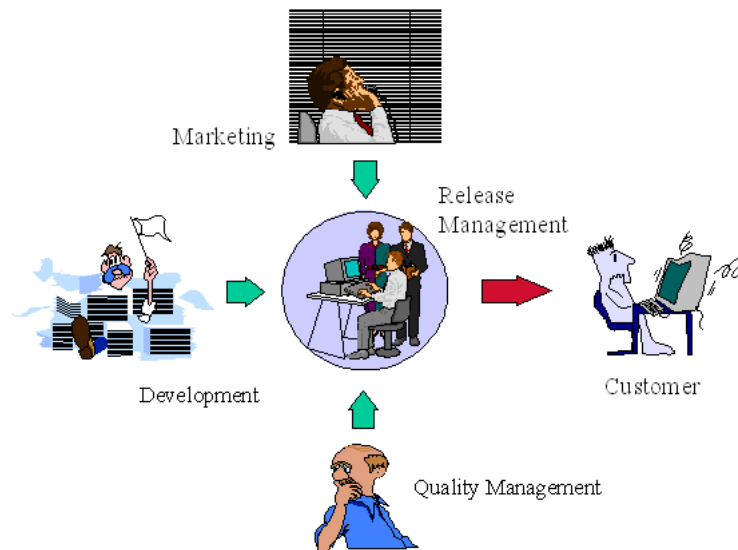 Marketing
Release
Management
Development
Customer
Quality Management